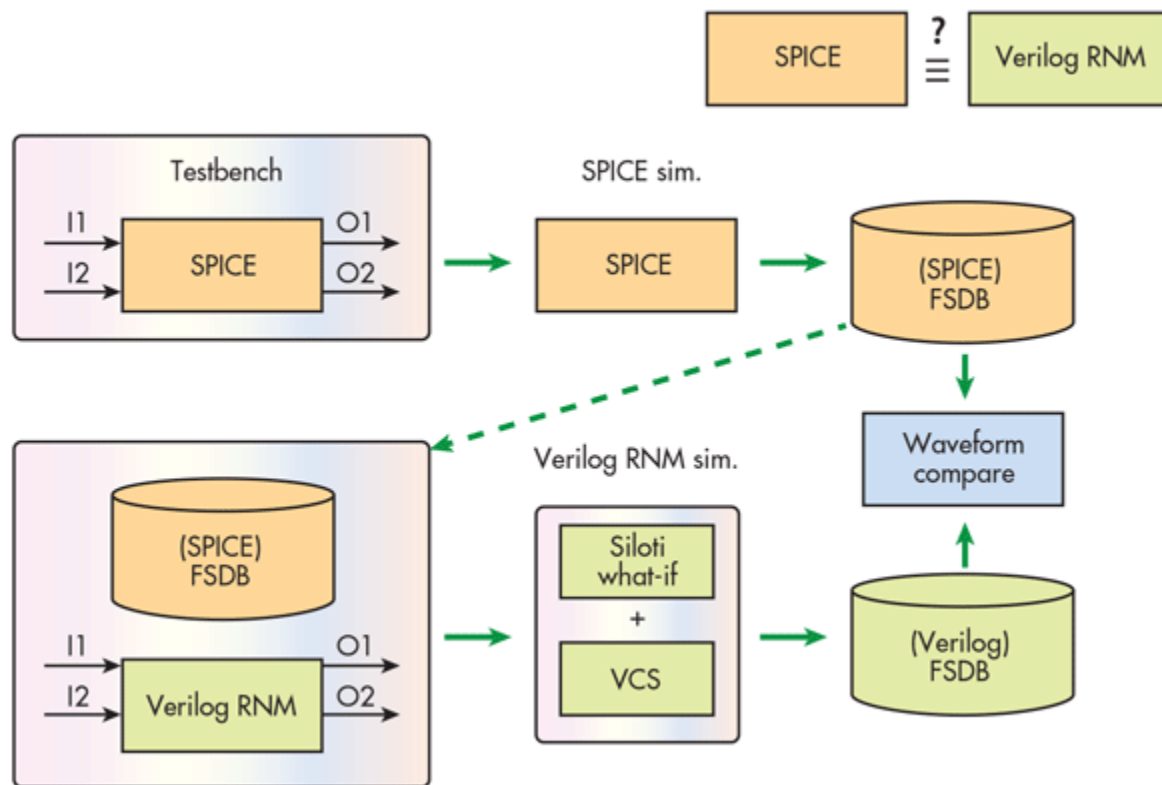 SPICE
?
≡
Verilog RNM
Testbench
I1
I2
SPICE
O1
O2
SPICE sim.
SPICE
(SPICE)
FSDB
(SPICE)
FSDB
I1
I2
Verilog RNM
O1
O2
Verilog RNM sim.
Siloti
what-if
+
VCS
Waveform
compare
(Verilog)
FSDB